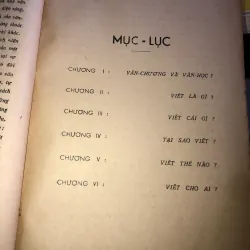 MỤC - LỤC
CHƯƠNG I : VĂN-CHƯƠNG VÀ VĂN-HỌC ?
CHƯƠNG II : VIẾT LÀ GÌ ?
CHƯƠNG III : VIẾT CÁI GÌ ?
CHƯƠNG IV : TẠI SAO VIẾT ?
CHƯƠNG V : VIẾT THẾ NÀO ?
CHƯƠNG VI : VIẾT CHO AI ?